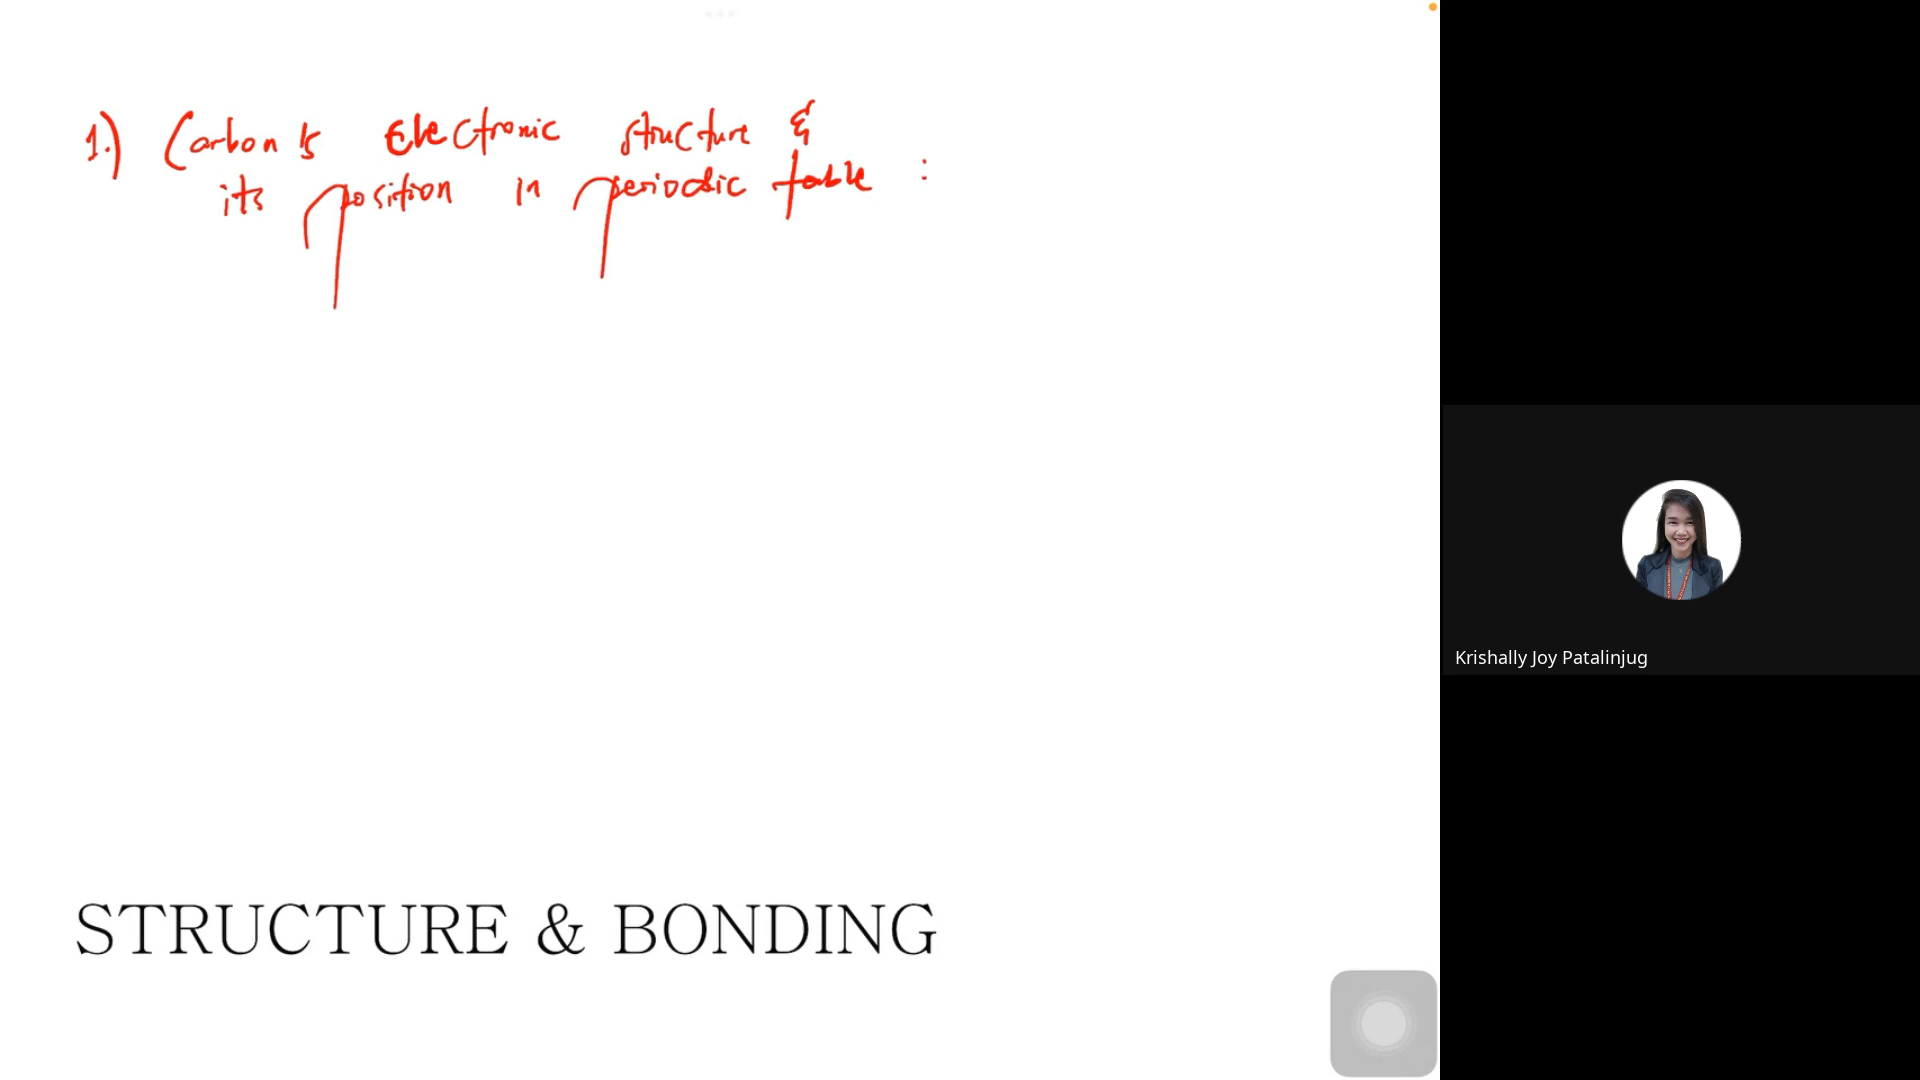 1.) Carbon's Electronic structure &
its position in periodic table :
STRUCTURE & BONDING
Krishally Joy Patalinjug